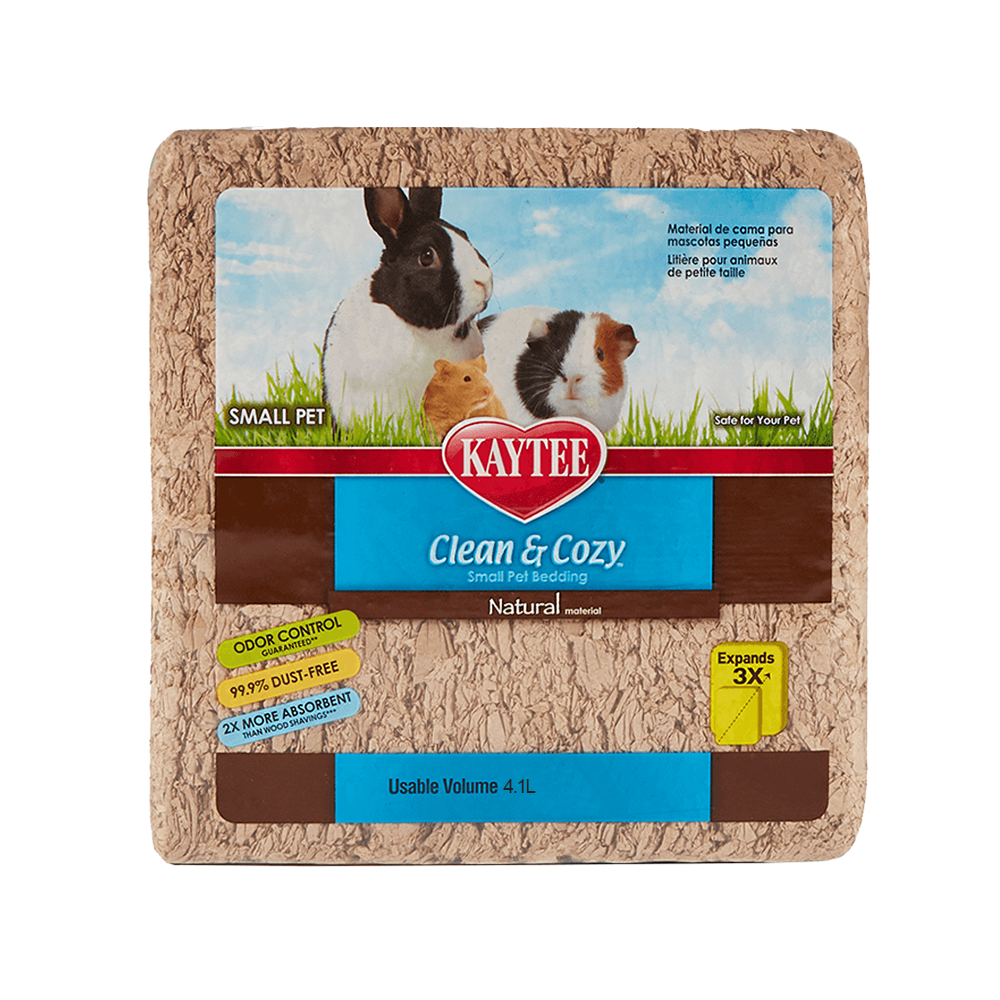 Material de cama para
mascotas pequeñas
Litière pour animaux
de petite taille
SMALL PET
Safe for Your Pet
KAYTEE
Clean & Cozy™
Small Pet Bedding
Natural material
ODOR CONTROL
GUARANTEED**
99.9% DUST-FREE
2X MORE ABSORBENT
THAN WOOD SHAVINGS***
Expands
3X
Usable Volume 4.1L